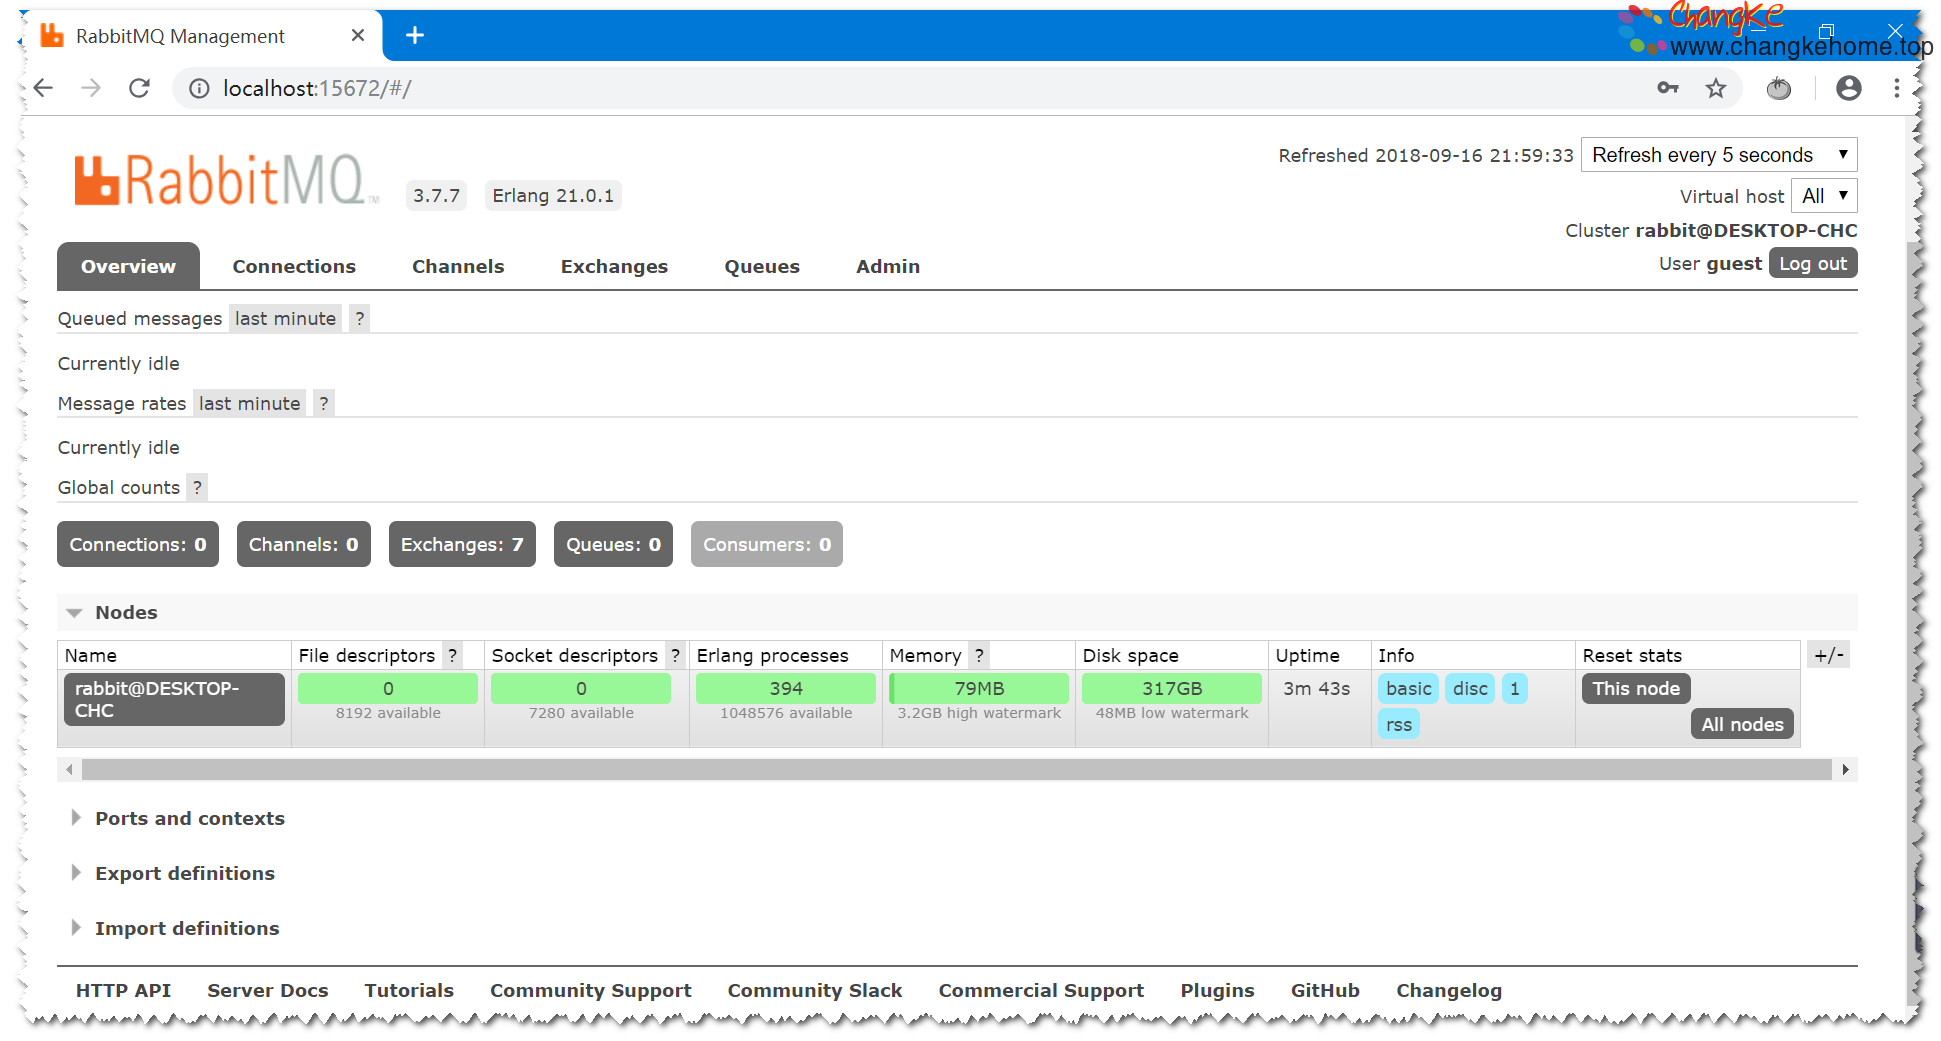 RabbitMQ Management
ChangKe
www.changkehome.top
localhost:15672/#/
RabbitMQ TM 3.7.7 Erlang 21.0.1
Refreshed 2018-09-16 21:59:33 Refresh every 5 seconds
Virtual host All
Cluster rabbit@DESKTOP-CHC
User guest Log out
Overview Connections Channels Exchanges Queues Admin
Queued messages last minute ?
Currently idle
Message rates last minute ?
Currently idle
Global counts ?
Connections: 0 Channels: 0 Exchanges: 7 Queues: 0 Consumers: 0
Nodes
Name File descriptors ? Socket descriptors ? Erlang processes Memory ? Disk space Uptime Info Reset stats +/-
rabbit@DESKTOP-CHC 0 0 394 79MB 317GB 3m 43s basic disc 1 This node
8192 available 7280 available 1048576 available 3.2GB high watermark 48MB low watermark rss All nodes
Ports and contexts
Export definitions
Import definitions
HTTP API Server Docs Tutorials Community Support Community Slack Commercial Support Plugins GitHub Changelog